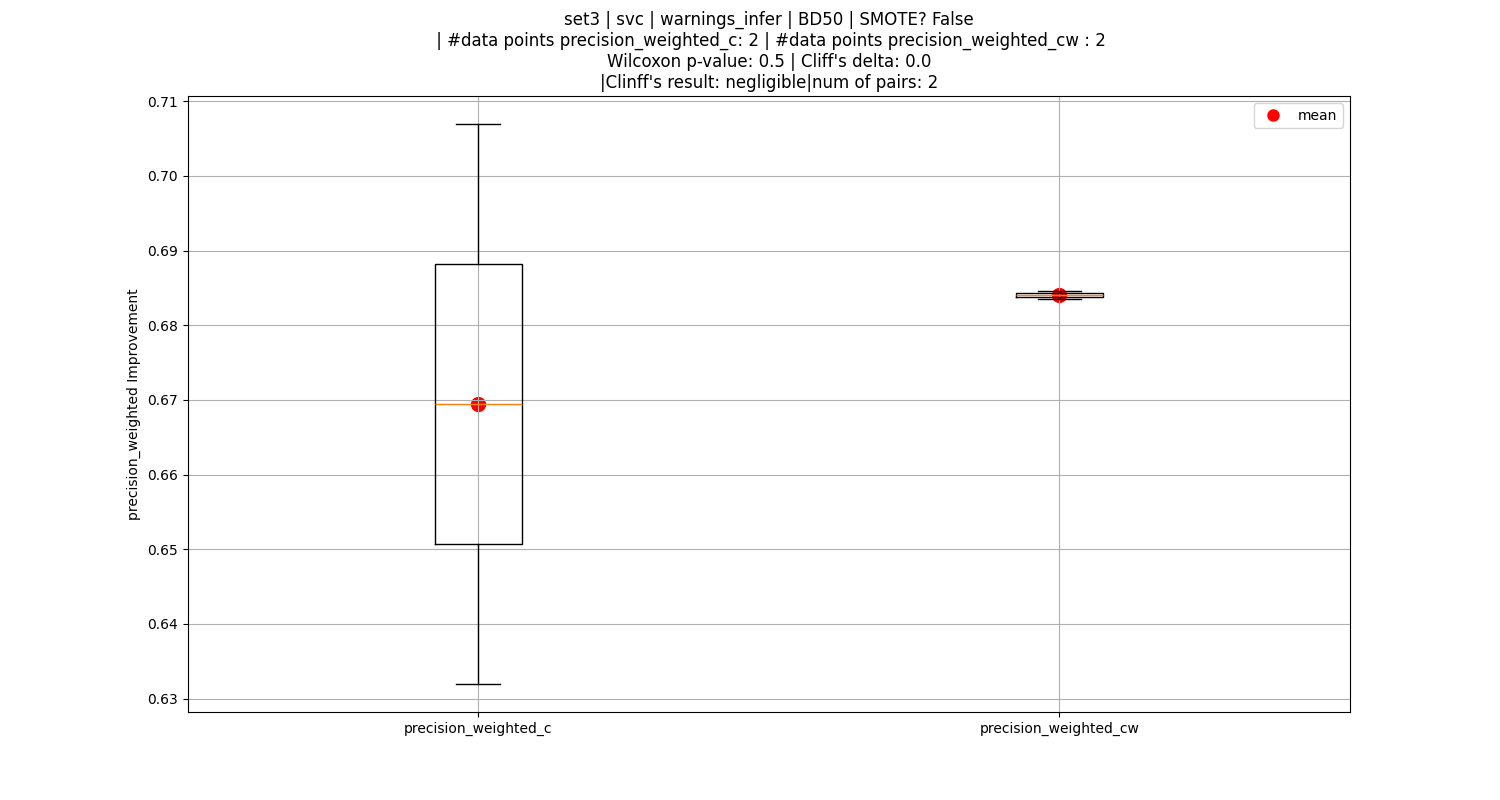 set3 | svc | warnings_infer | BD50 | SMOTE? False
| #data points precision_weighted_c: 2 | #data points precision_weighted_cw : 2
Wilcoxon p-value: 0.5 | Cliff's delta: 0.0
|Clinff's result: negligible|num of pairs: 2
mean
0.71
0.70
0.69
0.68
0.67
0.66
0.65
0.64
0.63
precision_weighted Improvement
precision_weighted_c
precision_weighted_cw